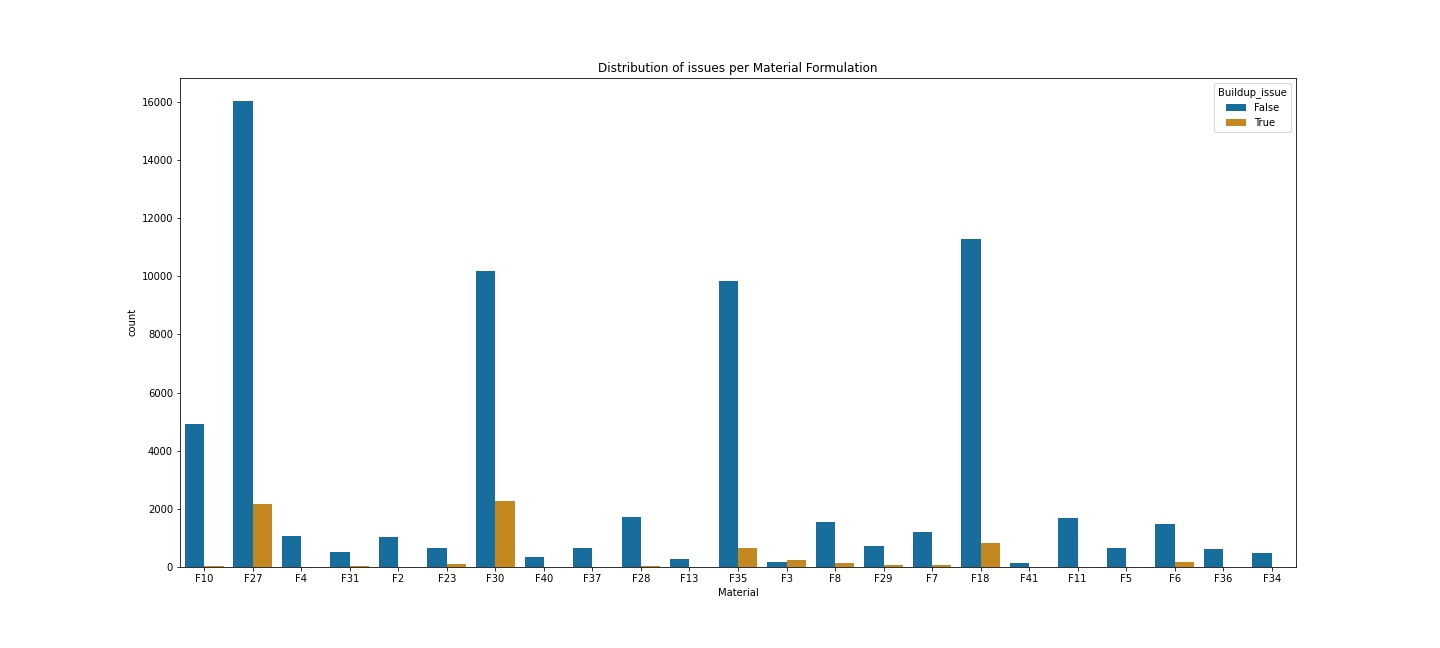 Distribution of issues per Material Formulation
Buildup_issue
False
True
16000
14000
12000
10000
8000
6000
4000
2000
0
count
F10 F27 F4 F31 F2 F23 F30 F40 F37 F28 F13 F35 F3 F8 F29 F7 F18 F41 F11 F5 F6 F36 F34
Material